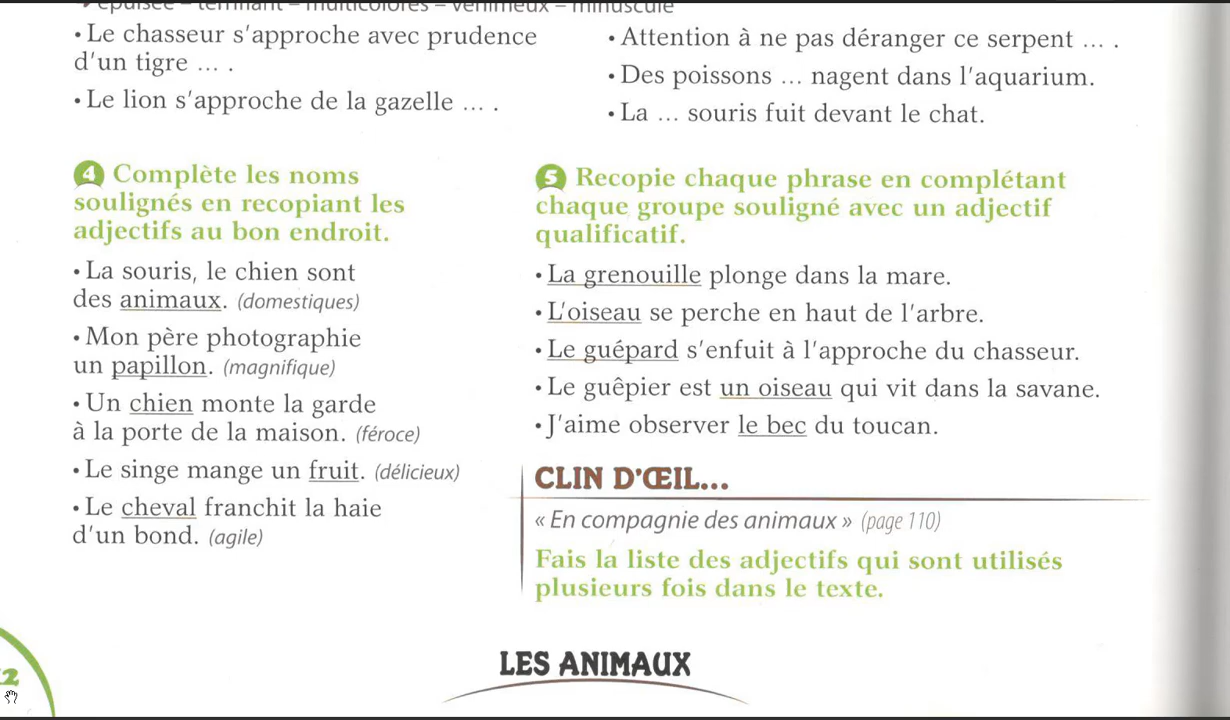 épuisée – terrifiant – multicolores – venimeux – minuscule
• Le chasseur s'approche avec prudence
d'un tigre ... .
• Le lion s'approche de la gazelle ... .
• Attention à ne pas déranger ce serpent ... .
• Des poissons ... nagent dans l'aquarium.
• La ... souris fuit devant le chat.
4 Complète les noms
soulignés en recopiant les
adjectifs au bon endroit.
• La souris, le chien sont
des animaux. (domestiques)
• Mon père photographie
un papillon. (magnifique)
• Un chien monte la garde
à la porte de la maison. (féroce)
• Le singe mange un fruit. (délicieux)
• Le cheval franchit la haie
d'un bond. (agile)
5 Recopie chaque phrase en complétant
chaque groupe souligné avec un adjectif
qualificatif.
• La grenouille plonge dans la mare.
• L'oiseau se perche en haut de l'arbre.
• Le guépard s'enfuit à l'approche du chasseur.
• Le guêpier est un oiseau qui vit dans la savane.
• J'aime observer le bec du toucan.
CLIN D'ŒIL...
« En compagnie des animaux » (page 110)
Fais la liste des adjectifs qui sont utilisés
plusieurs fois dans le texte.
LES ANIMAUX